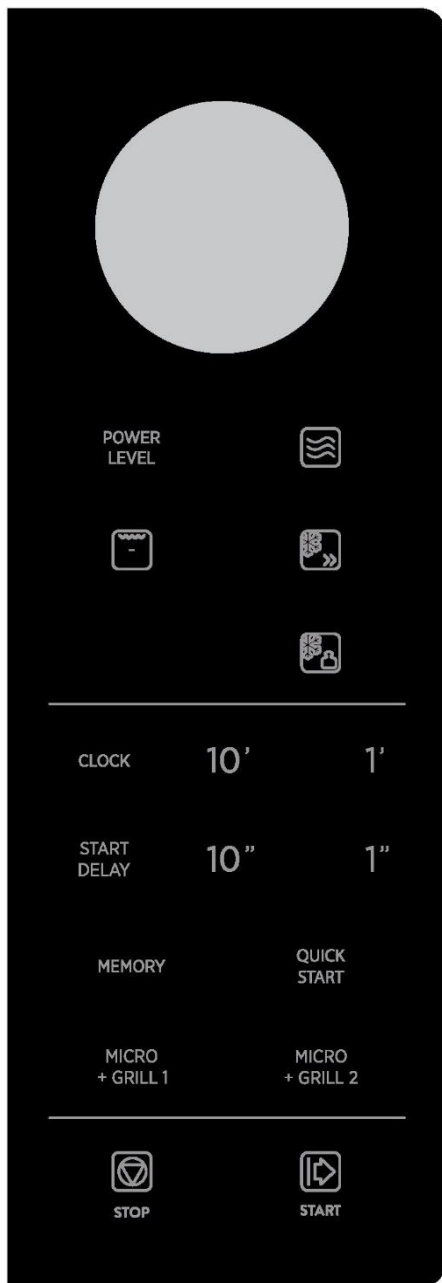 POWER
LEVEL
CLOCK 10’ 1’
START
DELAY
10” 1”
MEMORY
QUICK
START
MICRO
+ GRILL 1
MICRO
+ GRILL 2
STOP
START